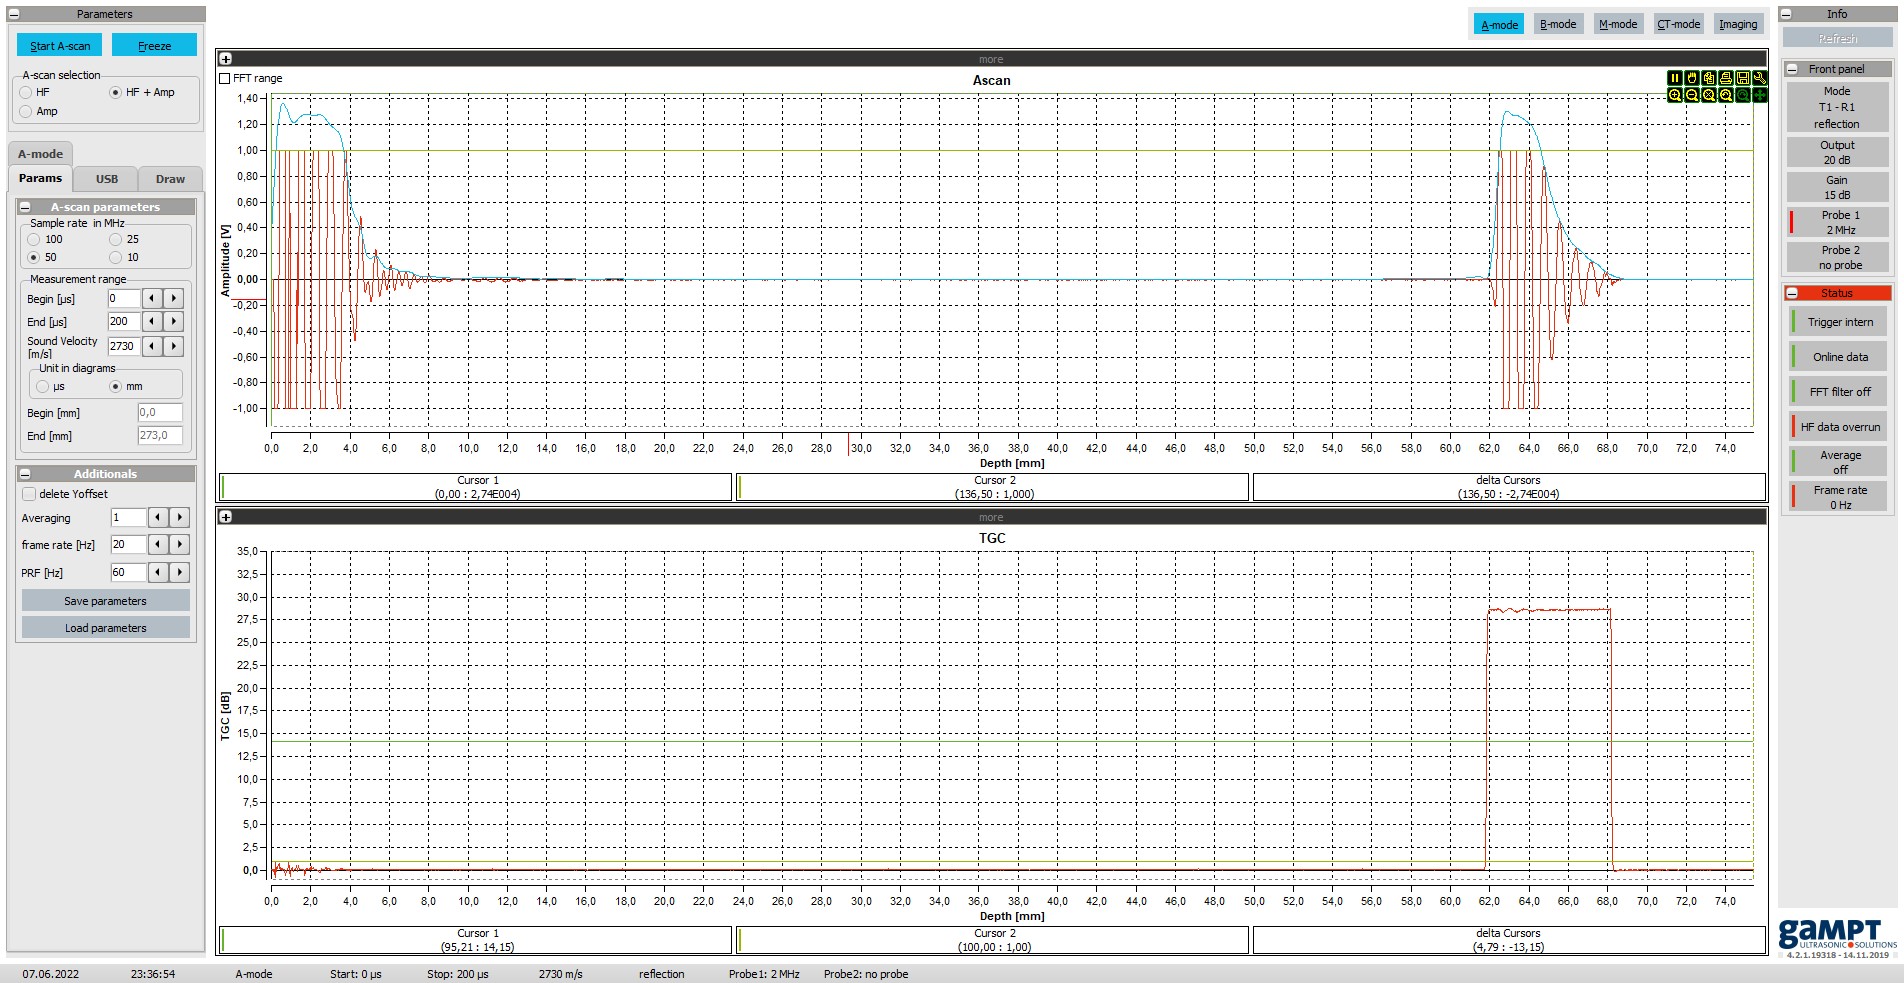 Parameters
Start A-scan
Freeze
A-scan selection
HF
HF + Amp
Amp
A-mode
Params
USB
Draw
A-scan parameters
Sample rate in MHz
100
25
50
10
Measurement range
Begin [µs]
0
End [µs]
200
Sound Velocity
[m/s]
2730
Unit in diagrams
µs
mm
Begin [mm]
0,0
End [mm]
273,0
Additionals
delete Yoffset
Averaging
1
frame rate [Hz]
20
PRF [Hz]
60
Save parameters
Load parameters
A-mode
B-mode
M-mode
CT-mode
Imaging
more
FFT range
Ascan
Amplitude [V]
1,40
1,20
1,00
0,80
0,60
0,40
0,20
0,00
-0,20
-0,40
-0,60
-0,80
-1,00
0,0 2,0 4,0 6,0 8,0 10,0 12,0 14,0 16,0 18,0 20,0 22,0 24,0 26,0 28,0 30,0 32,0 34,0 36,0 38,0 40,0 42,0 44,0 46,0 48,0 50,0 52,0 54,0 56,0 58,0 60,0 62,0 64,0 66,0 68,0 70,0 72,0 74,0
Depth [mm]
Cursor 1
(0,00 : 2,74E004)
Cursor 2
(136,50 : 1,000)
delta Cursors
(136,50 : -2,74E004)
more
TGC
TGC [dB]
35,0
32,5
30,0
27,5
25,0
22,5
20,0
17,5
15,0
12,5
10,0
7,5
5,0
2,5
0,0
0,0 2,0 4,0 6,0 8,0 10,0 12,0 14,0 16,0 18,0 20,0 22,0 24,0 26,0 28,0 30,0 32,0 34,0 36,0 38,0 40,0 42,0 44,0 46,0 48,0 50,0 52,0 54,0 56,0 58,0 60,0 62,0 64,0 66,0 68,0 70,0 72,0 74,0
Depth [mm]
Cursor 1
(95,21 : 14,15)
Cursor 2
(100,00 : 1,00)
delta Cursors
(4,79 : -13,15)
Info
Refresh
Front panel
Mode
T1 - R1
reflection
Output
20 dB
Gain
15 dB
Probe 1
2 MHz
Probe 2
no probe
Status
Trigger intern
Online data
FFT filter off
HF data overrun
Average
off
Frame rate
0 Hz
gAMPT
ULTRASONIC SOLUTIONS
4.2.1.19318 - 14.11.2019
07.06.2022 23:36:54 A-mode Start: 0 µs Stop: 200 µs 2730 m/s reflection Probe1: 2 MHz Probe2: no probe